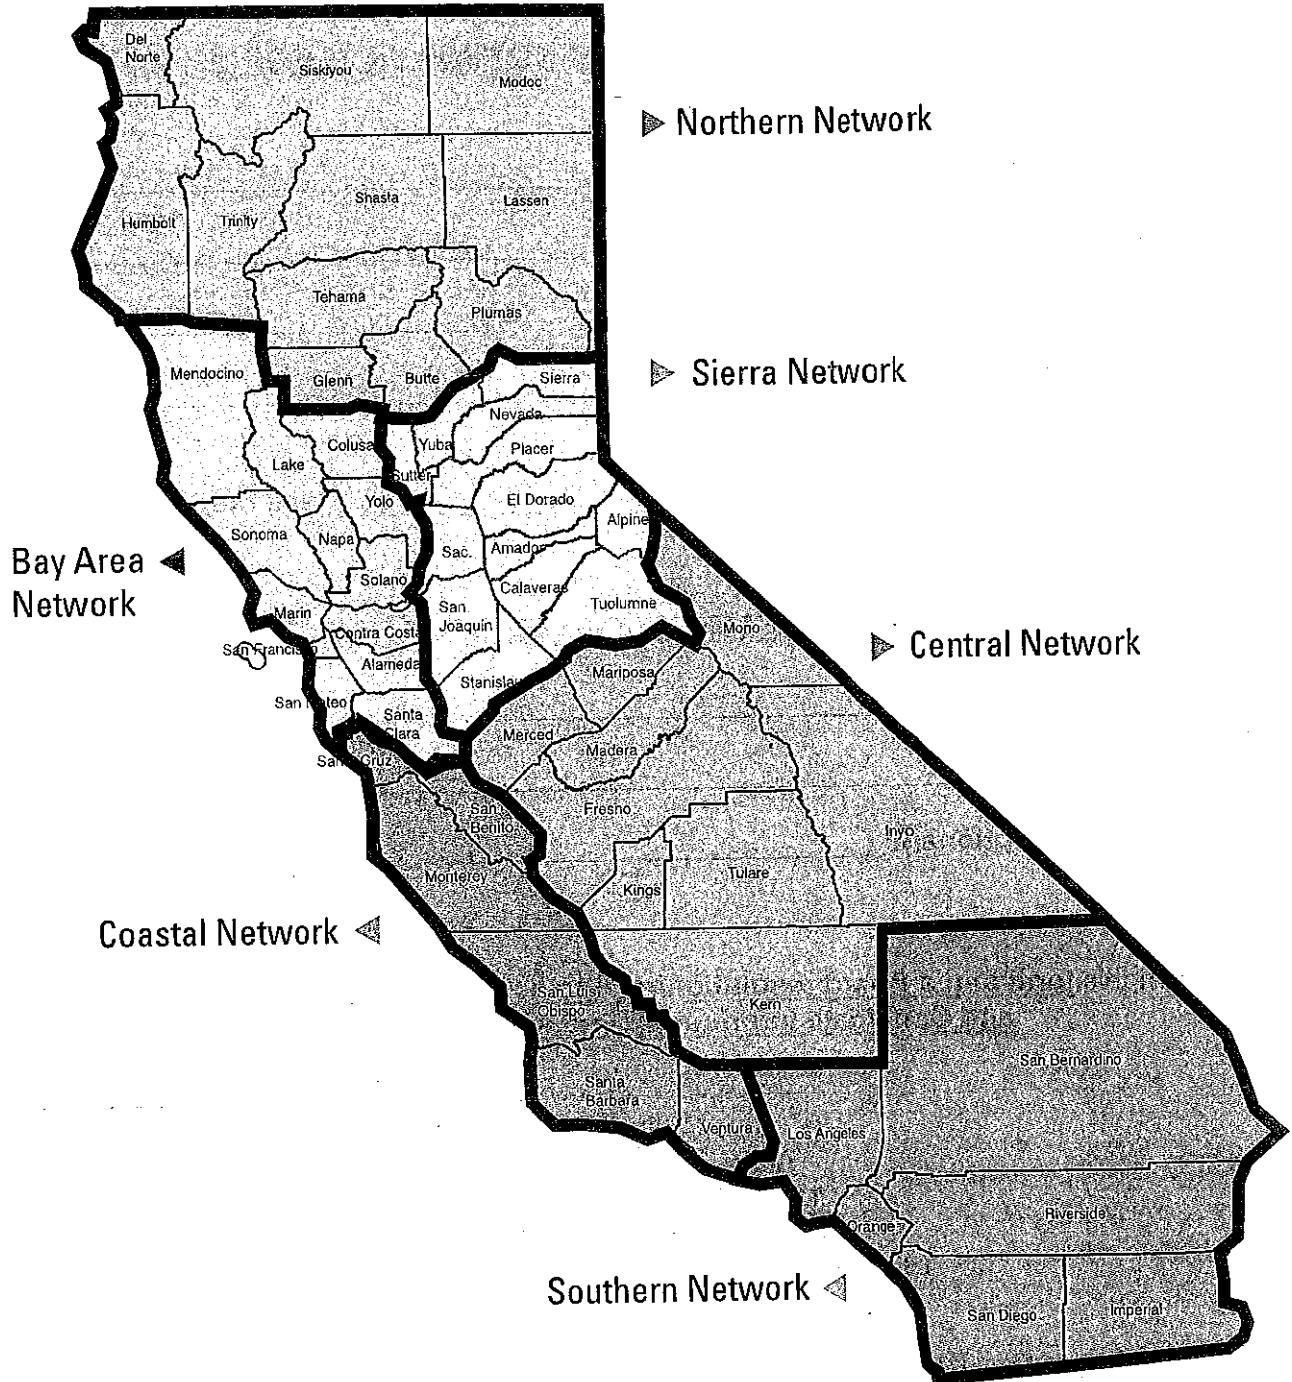 Del
Norte
Siskiyou
Modoc
Northern Network
Humbolt
Trinity
Shasta
Lassen
Tehama
Plumas
Mendocino
Glenn
Butte
Sierra
Sierra Network
Nevada
Colusa
Yuba
Placer
Lake
Sutter
Yolo
El Dorado
Sonoma
Napa
Alpine
Bay Area
Network
Sac.
Amador
Solano
Calaveras
Marin
San
Joaquin
Tuolumne
Contra Costa
Mono
Central Network
San Francisco
Alameda
Stanislaus
Mariposa
San Mateo
Santa
Clara
Merced
Madera
Santa Cruz
San
Benito
Fresno
Inyo
Monterey
Kings
Tulare
Coastal Network
San Luis
Obispo
Kern
San Bernardino
Santa
Barbara
Ventura
Los Angeles
Orange
Riverside
Southern Network
San Diego
Imperial